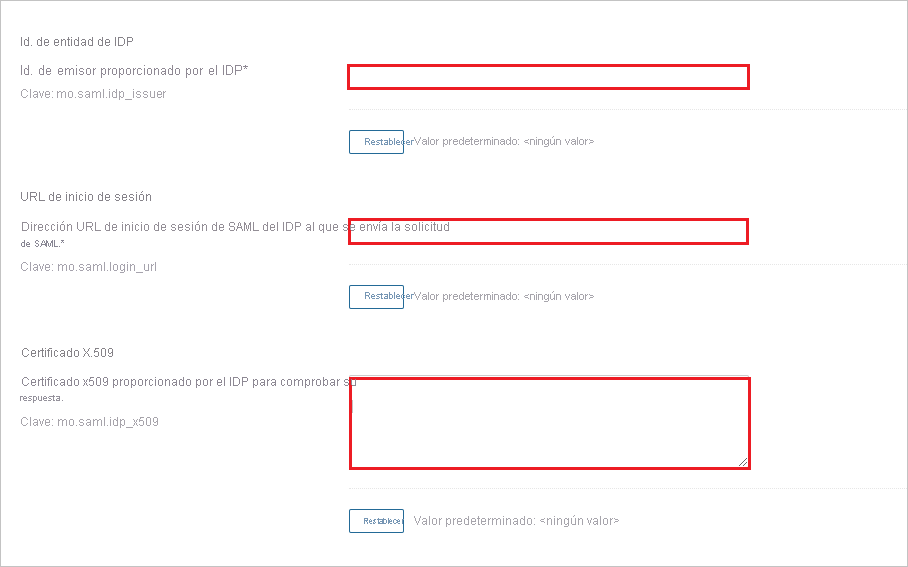 Id. de entidad de IDP
Id. de emisor proporcionado por el IDP*
Clave: mo.saml.idp_issuer
Restablecer Valor predeterminado: <ningún valor>
URL de inicio de sesión
Dirección URL de inicio de sesión de SAML del IDP al que se envía la solicitud
de SAML.*
Clave: mo.saml.login_url
Restablecer Valor predeterminado: <ningún valor>
Certificado X.509
Certificado x509 proporcionado por el IDP para comprobar su
respuesta.
Clave: mo.saml.idp_x509
Restablecer Valor predeterminado: <ningún valor>